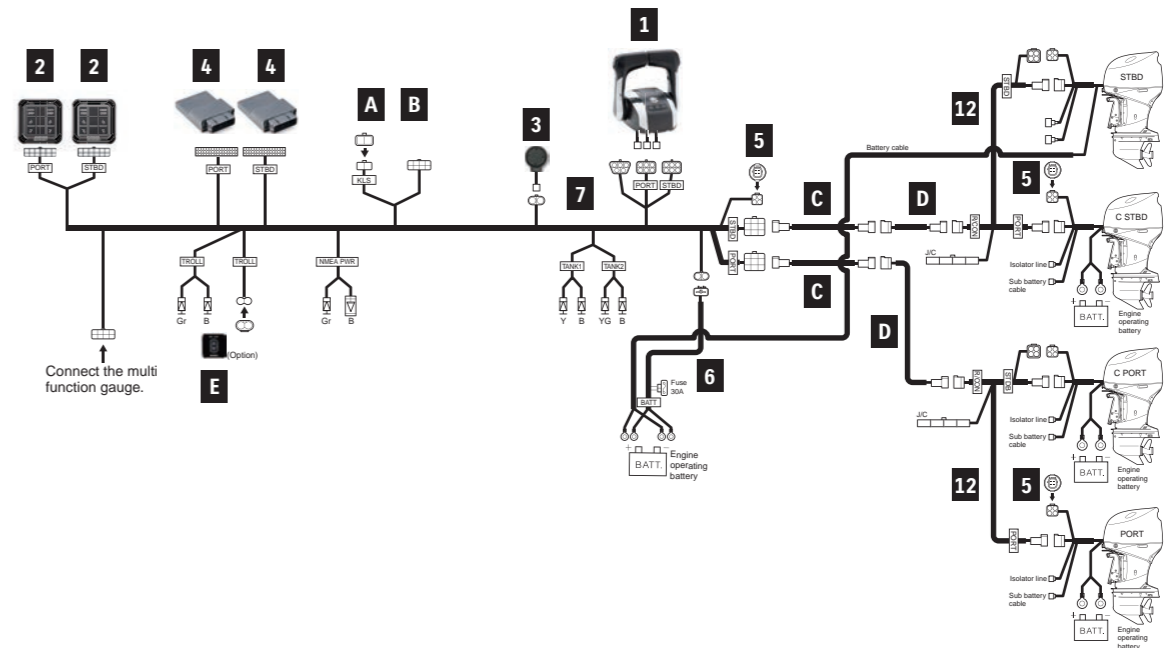 1
2
2
4
4
A
B
3
12
STBD
STBD
Battery cable
5
PORT
STBD
PORT
STBD
KLS
7
PORT
STBD
5
C
D
C STBD
STBD
R/CON
PORT
J/C
Isolator line
Sub battery
cable
PORT
C
TROLL
TROLL
NMEA PWR
TANK1
TANK2
+
−
BATT.
Engine
operating
battery
Gr
B
Gr
B
Y
B
YG
B
(Option)
E
Connect the multi
function gauge.
D
6
Fuse
30A
BATT
+
−
BATT.
Engine
operating
battery
C PORT
R/CON
STDB
J/C
Isolator line
Sub battery
cable
+
−
BATT.
Engine
operating
battery
12
5
PORT
PORT
Isolator line
Sub battery
cable
+
−
BATT.
Engine
operating
battery